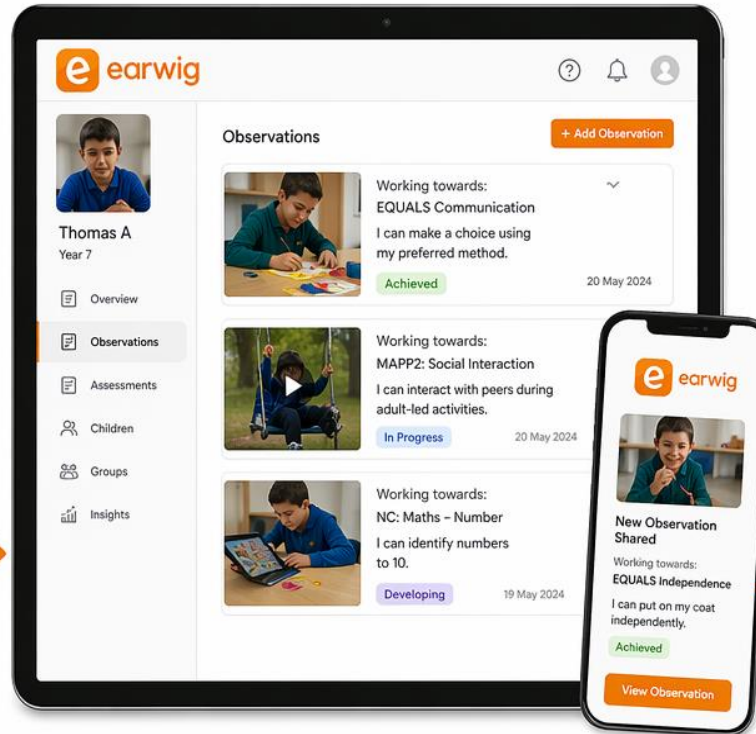 e earwig
Thomas A
Year 7
Overview
Observations
Assessments
Children
Groups
Insights
Observations
+ Add Observation
Working towards:
EQUALS Communication
I can make a choice using
my preferred method.
Achieved
20 May 2024
Working towards:
MAPP2: Social Interaction
I can interact with peers during
adult-led activities.
In Progress
20 May 2024
Working towards:
NC: Maths – Number
I can identify numbers
to 10.
Developing
19 May 2024
e earwig
New Observation
Shared
Working towards:
EQUALS Independence
I can put on my coat
independently.
Achieved
View Observation